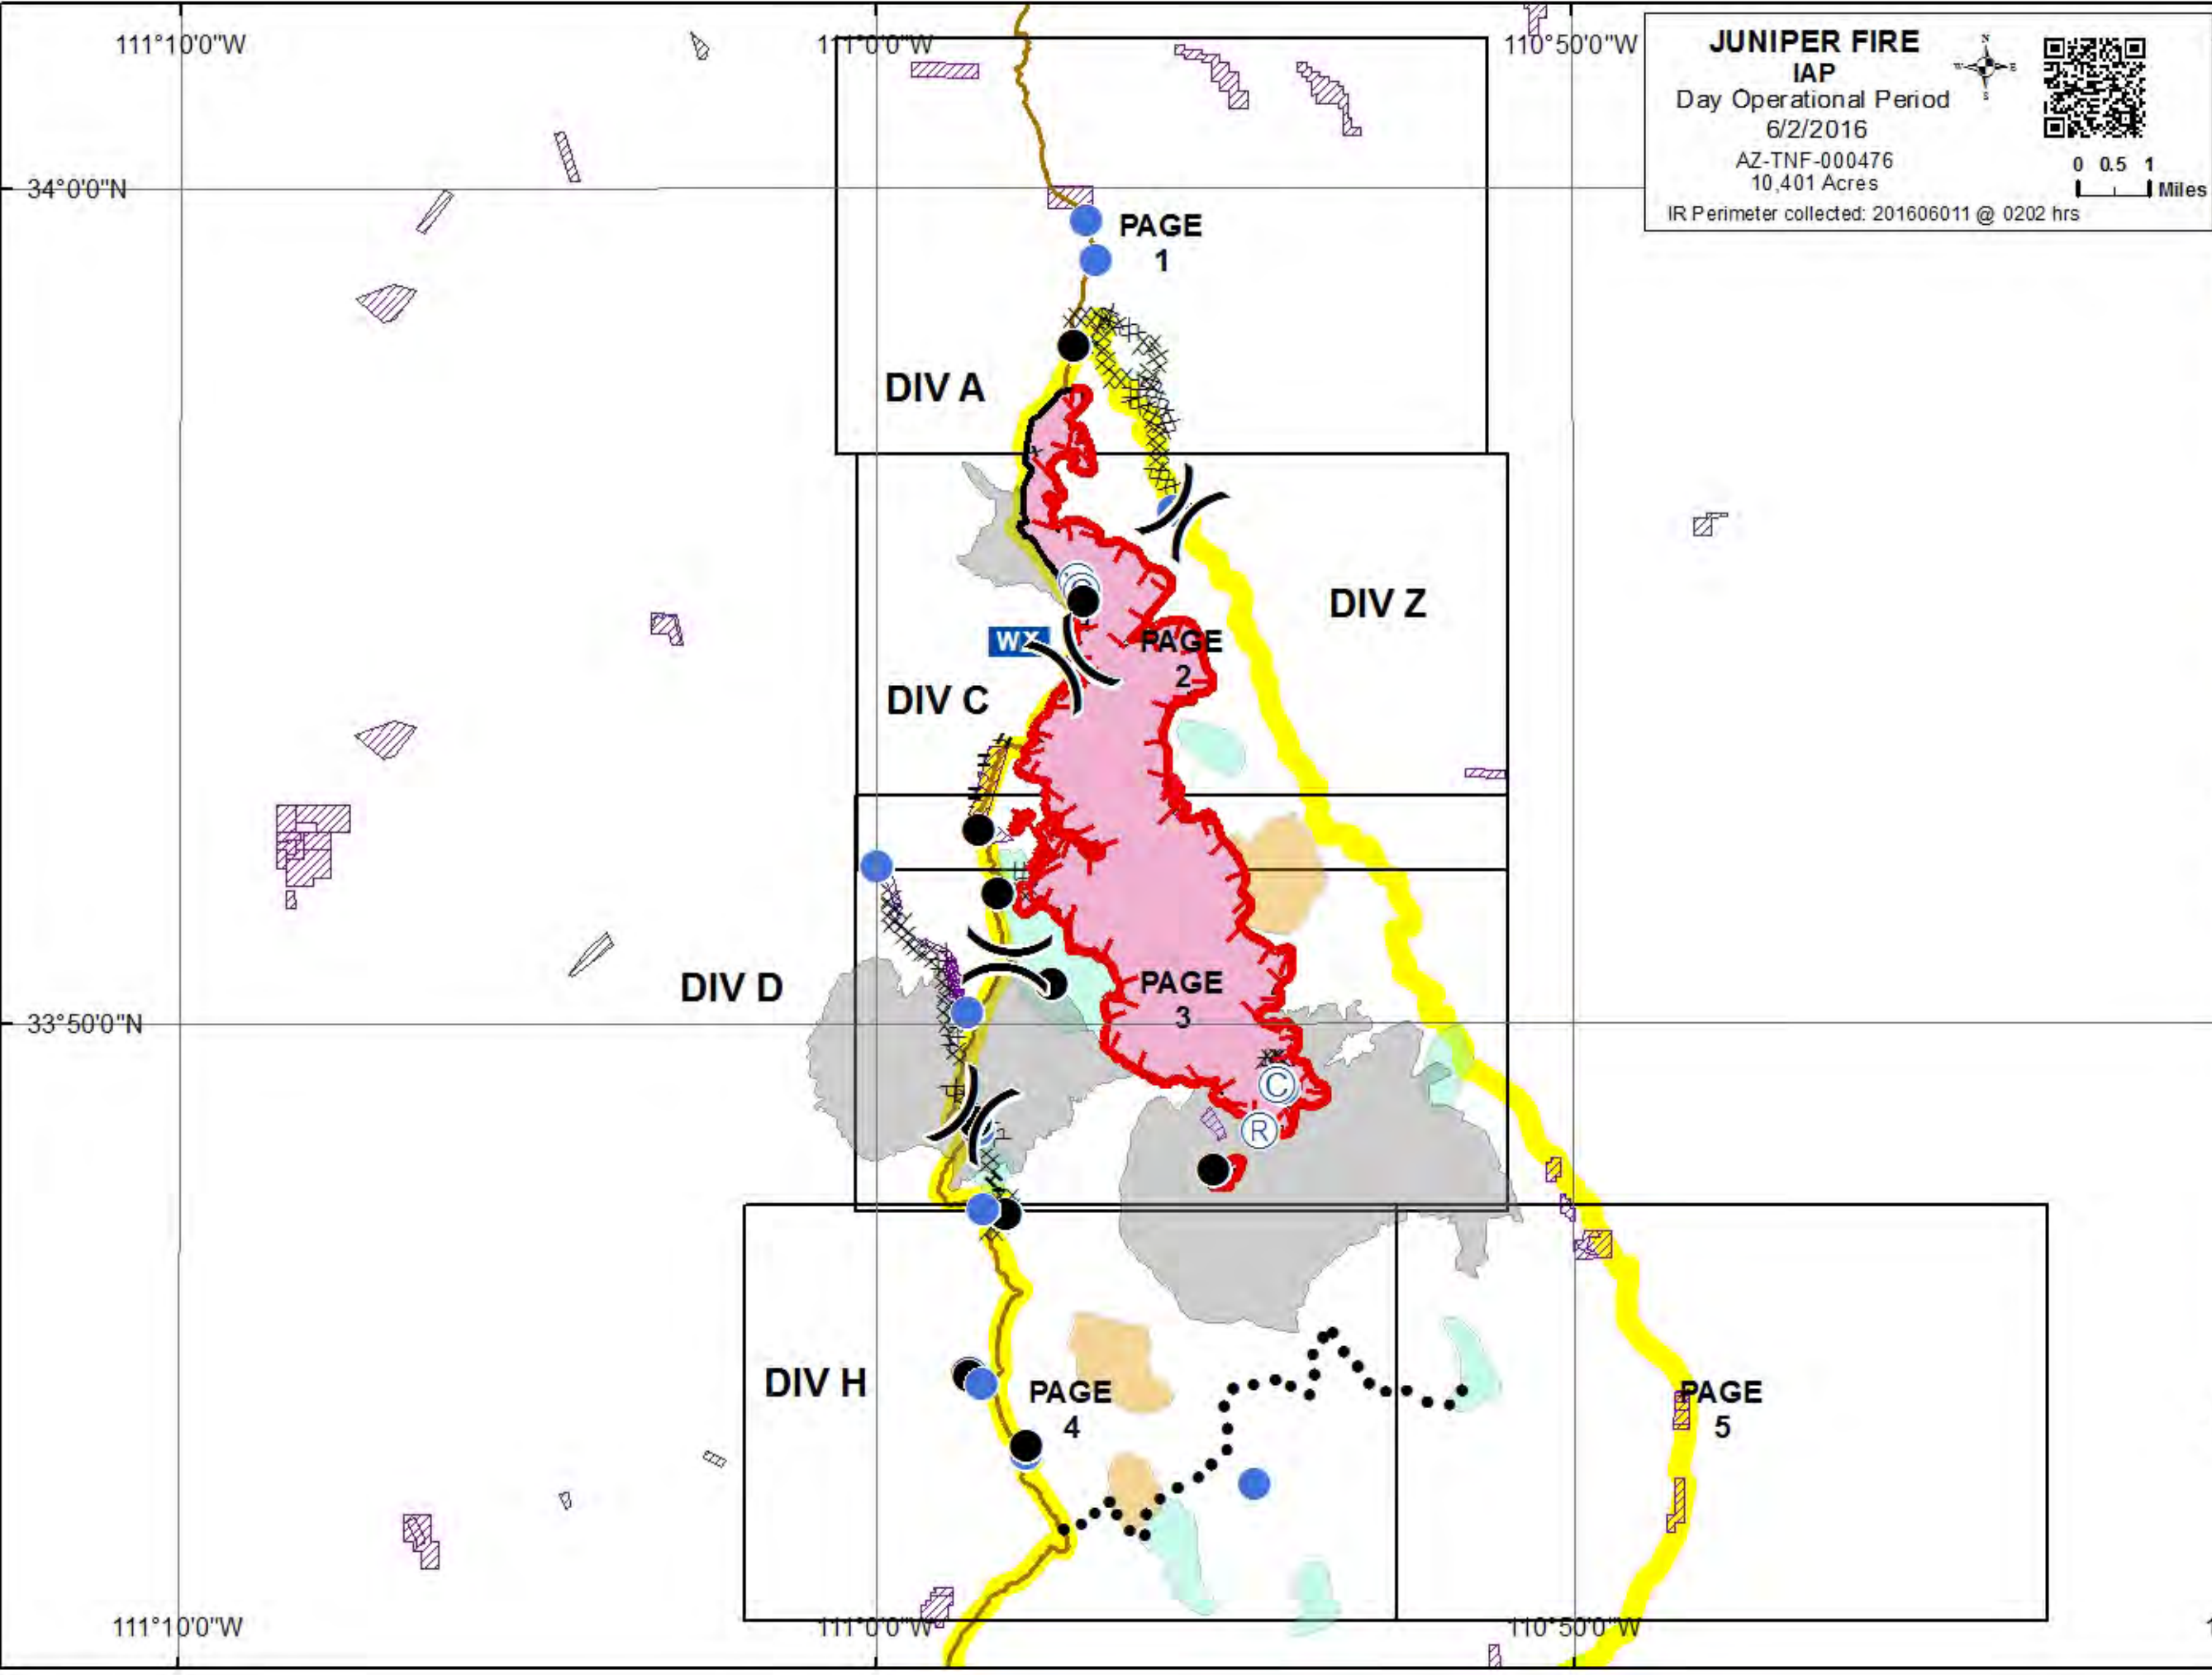 111°10'0"W
111°0'0"W
110°50'0"W
JUNIPER FIRE
IAP
Day Operational Period
6/2/2016
AZ-TNF-000476
10,401 Acres
IR Perimeter collected: 201606011 @ 0202 hrs
N
W
E
S
0 0.5 1
Miles
34°0'0"N
PAGE
1
DIV A
DIV Z
WX
PAGE
2
DIV C
DIV D
PAGE
3
33°50'0"N
C
R
DIV H
PAGE
4
PAGE
5
111°10'0"W
111°0'0"W
110°50'0"W